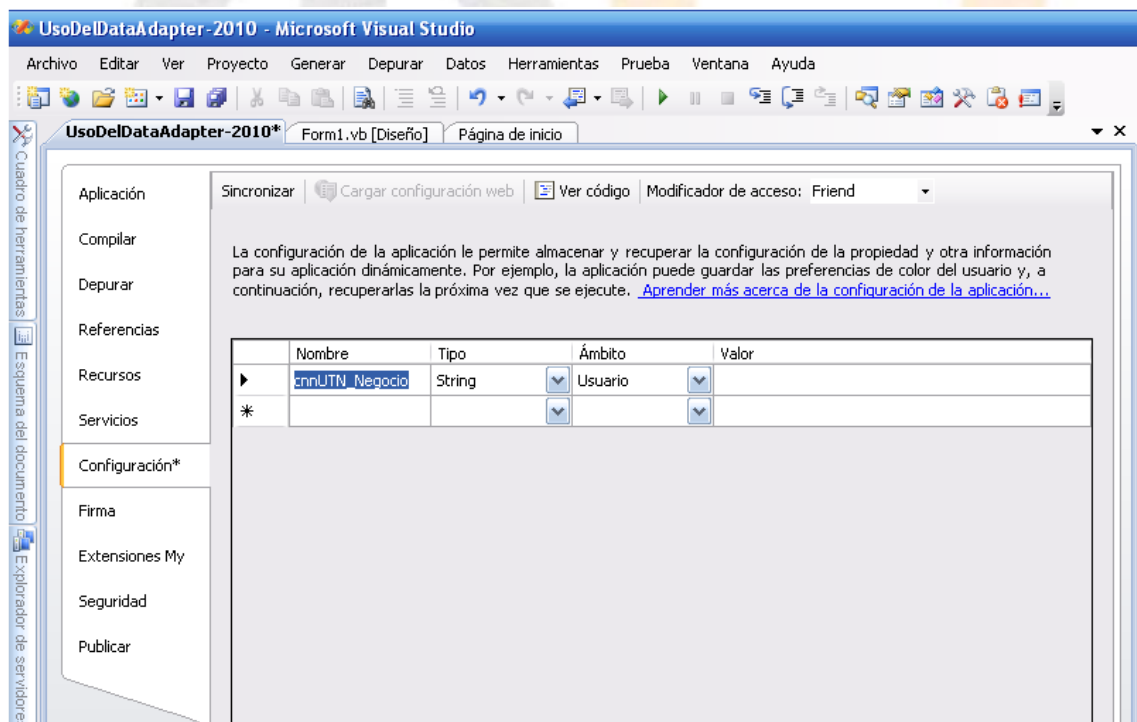 UsoDelDataAdapter-2010 - Microsoft Visual Studio
Archivo Editar Ver Proyecto Generar Depurar Datos Herramientas Prueba Ventana Ayuda
UsoDelDataAdapter-2010* Form1.vb [Diseño] Página de inicio
Cuadro de herramientas
Esquema del documento
Explorador de servidore
Aplicación
Compilar
Depurar
Referencias
Recursos
Servicios
Configuración*
Firma
Extensiones My
Seguridad
Publicar
Sincronizar Cargar configuración web Ver código Modificador de acceso: Friend
La configuración de la aplicación le permite almacenar y recuperar la configuración de la propiedad y otra información
para su aplicación dinámicamente. Por ejemplo, la aplicación puede guardar las preferencias de color del usuario y, a
continuación, recuperarlas la próxima vez que se ejecute. Aprender más acerca de la configuración de la aplicación...
Nombre Tipo Ámbito Valor
cnnUTN_Negocio String Usuario